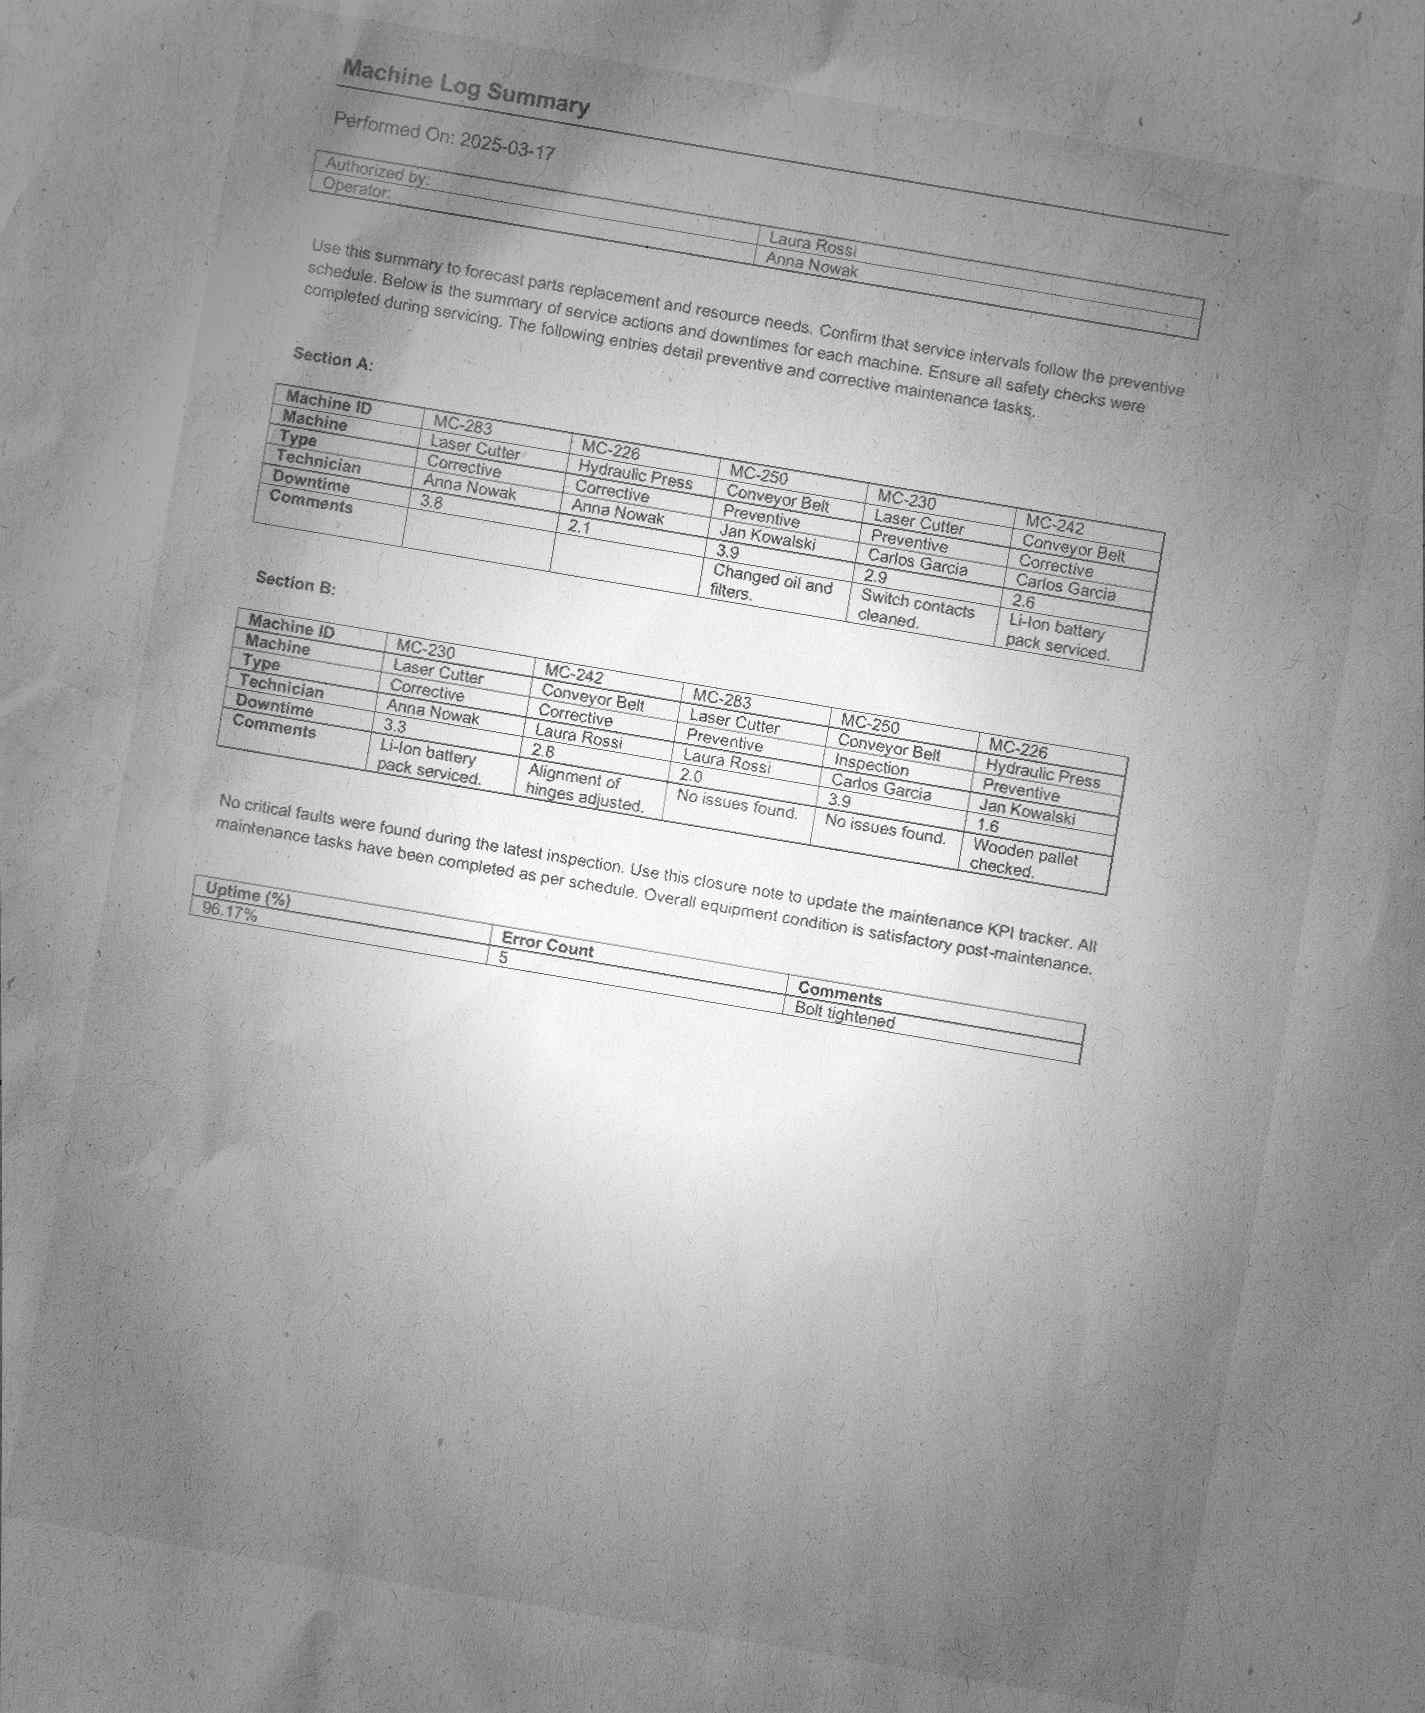 Machine Log Summary
Performed On: 2025-03-17
Authorized by: Laura Rossi
Operator: Anna Nowak
Use this summary to forecast parts replacement and resource needs. Confirm that service intervals follow the preventive
schedule. Below is the summary of service actions and downtimes for each machine. Ensure all safety checks were
completed during servicing. The following entries detail preventive and corrective maintenance tasks.
Section A:
Machine ID MC-283 MC-226 MC-250 MC-230 MC-242
Machine Laser Cutter Hydraulic Press Conveyor Belt Laser Cutter Conveyor Belt
Type Corrective Corrective Preventive Preventive Corrective
Technician Anna Nowak Anna Nowak Jan Kowalski Carlos Garcia Carlos Garcia
Downtime 3.8 2.1 3.9 2.9 2.6
Comments Changed oil and Switch contacts Li-Ion battery
filters. cleaned. pack serviced.
Section B:
Machine ID MC-230 MC-242 MC-283 MC-250 MC-226
Machine Laser Cutter Conveyor Belt Laser Cutter Conveyor Belt Hydraulic Press
Type Corrective Corrective Preventive Inspection Preventive
Technician Anna Nowak Laura Rossi Laura Rossi Carlos Garcia Jan Kowalski
Downtime 3.3 2.8 2.0 3.9 1.6
Comments Li-Ion battery Alignment of No issues found. No issues found. Wooden pallet
pack serviced. hinges adjusted. checked.
No critical faults were found during the latest inspection. Use this closure note to update the maintenance KPI tracker. All
maintenance tasks have been completed as per schedule. Overall equipment condition is satisfactory post-maintenance.
Uptime (%) Error Count Comments
96.17% 5 Bolt tightened